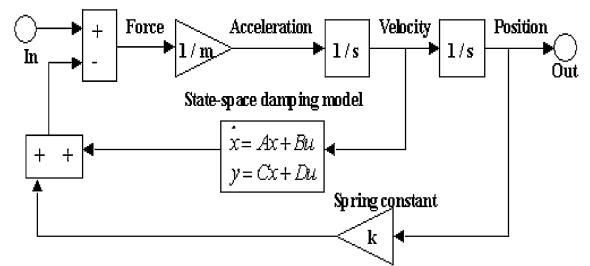 Force
Acceleration
Velocity
Position
In
+
-
1/m
1/s
1/s
Out
State-space damping model
ẋ = Ax + Bu
y = Cx + Du
+ +
Spring constant
k